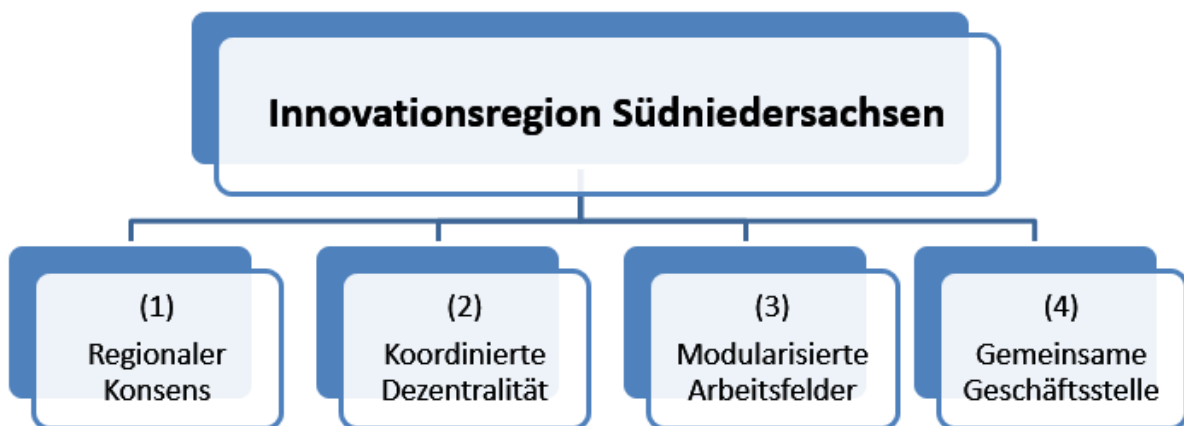 Innovationsregion Südniedersachsen
(1)
Regionaler
Konsens
(2)
Koordinierte
Dezentralität
(3)
Modularisierte
Arbeitsfelder
(4)
Gemeinsame
Geschäftsstelle